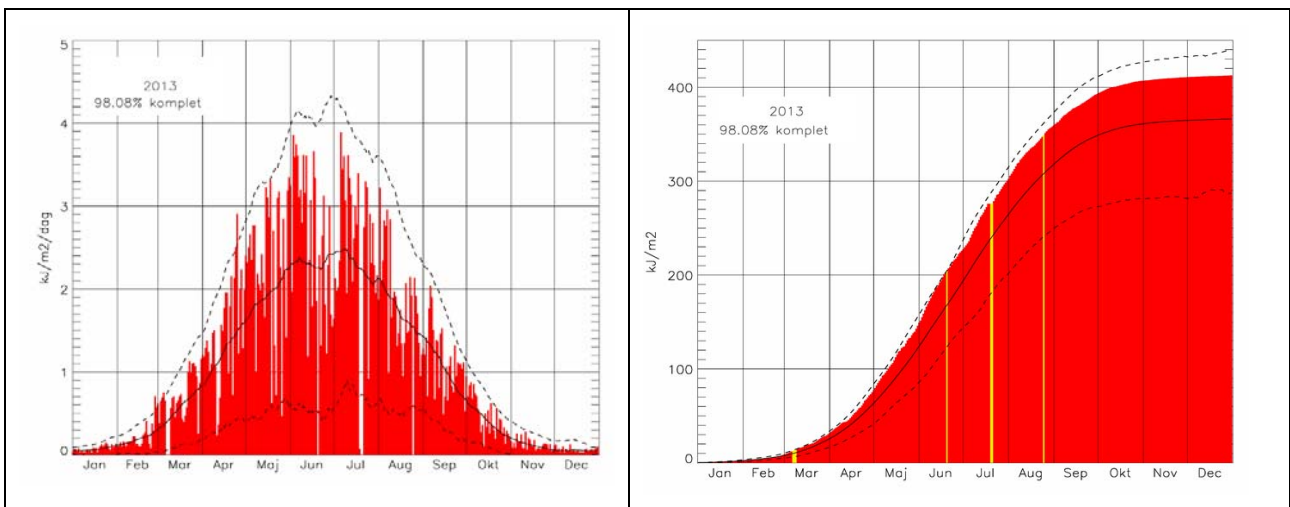 5
4
3
2
1
0
kJ/m2/dag
2013
98.08% komplet
Jan Feb Mar Apr Maj Jun Jul Aug Sep Okt Nov Dec
400
300
200
100
0
kJ/m2
2013
98.08% komplet
Jan Feb Mar Apr Maj Jun Jul Aug Sep Okt Nov Dec